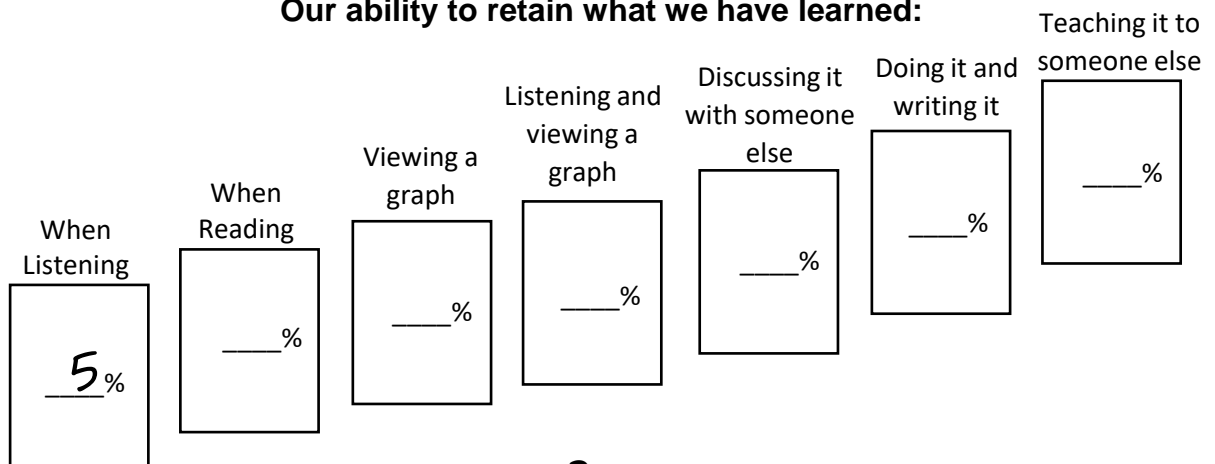 Our ability to retain what we have learned:
When
Listening
5%
When
Reading
____%
Viewing a
graph
____%
Listening and
viewing a
graph
____%
Discussing it
with someone
else
____%
Doing it and
writing it
____%
Teaching it to
someone else
____%